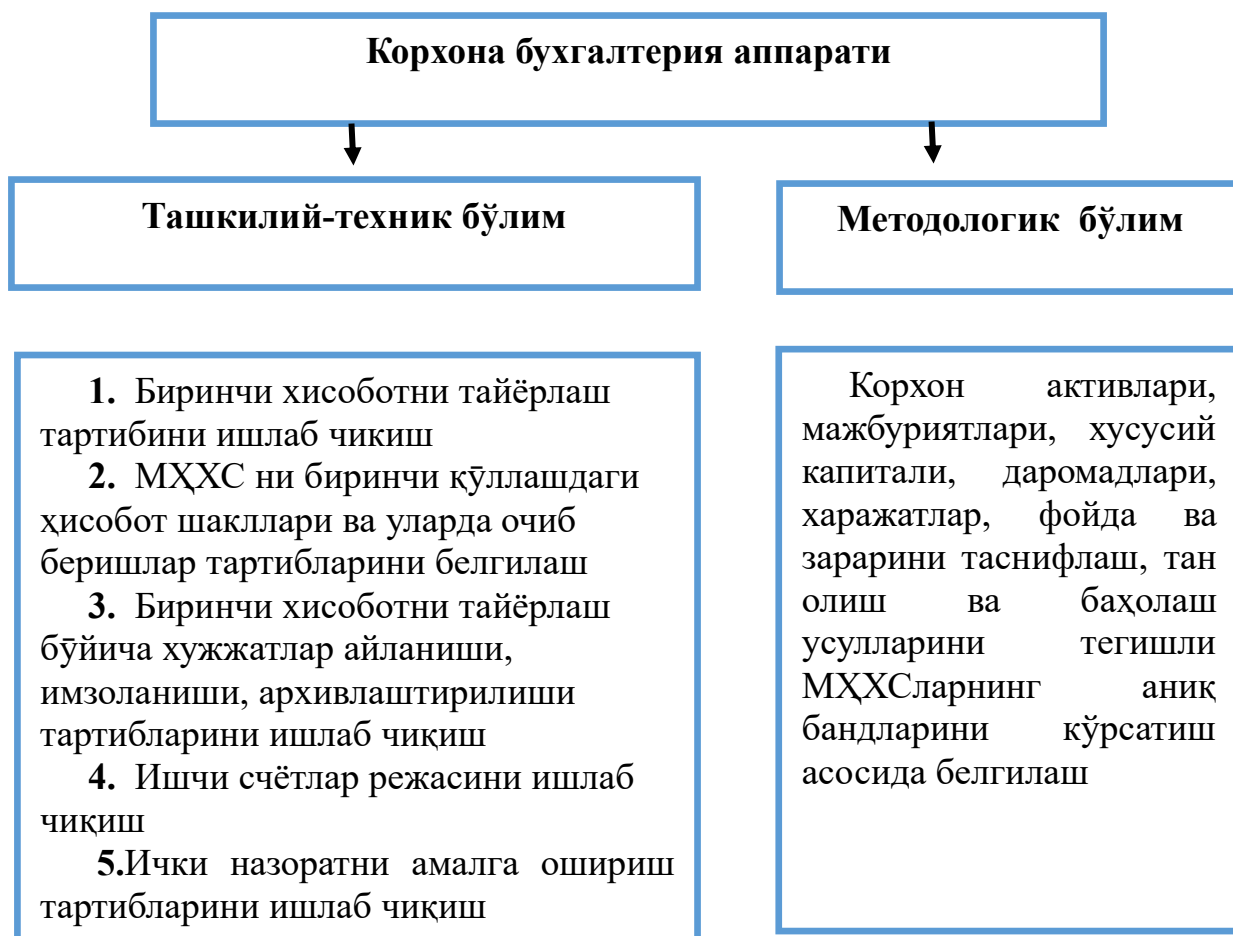 Корхона бухгалтерия аппарати
Ташкилий-техник бўлим
Методологик бўлим
1. Биринчи хисоботни тайёрлаш
тартибини ишлаб чикиш
2. МҲХС ни биринчи қӯллашдаги
ҳисобот шакллари ва уларда очиб
беришлар тартибларини белгилаш
3. Биринчи хисоботни тайёрлаш
бӯйича хужжатлар айланиши,
имзоланиши, архивлаштирилиши
тартибларини ишлаб чиқиш
4. Ишчи счётлар режасини ишлаб
чиқиш
5.Ички назоратни амалга ошириш
тартибларини ишлаб чиқиш
Корхон активлари,
мажбуриятлари, хусусий
капитали, даромадлари,
харажатлар, фойда ва
зарарини таснифлаш, тан
олиш ва баҳолаш
усулларини тегишли
МҲХСларнинг аниқ
бандларини кўрсатиш
асосида белгилаш